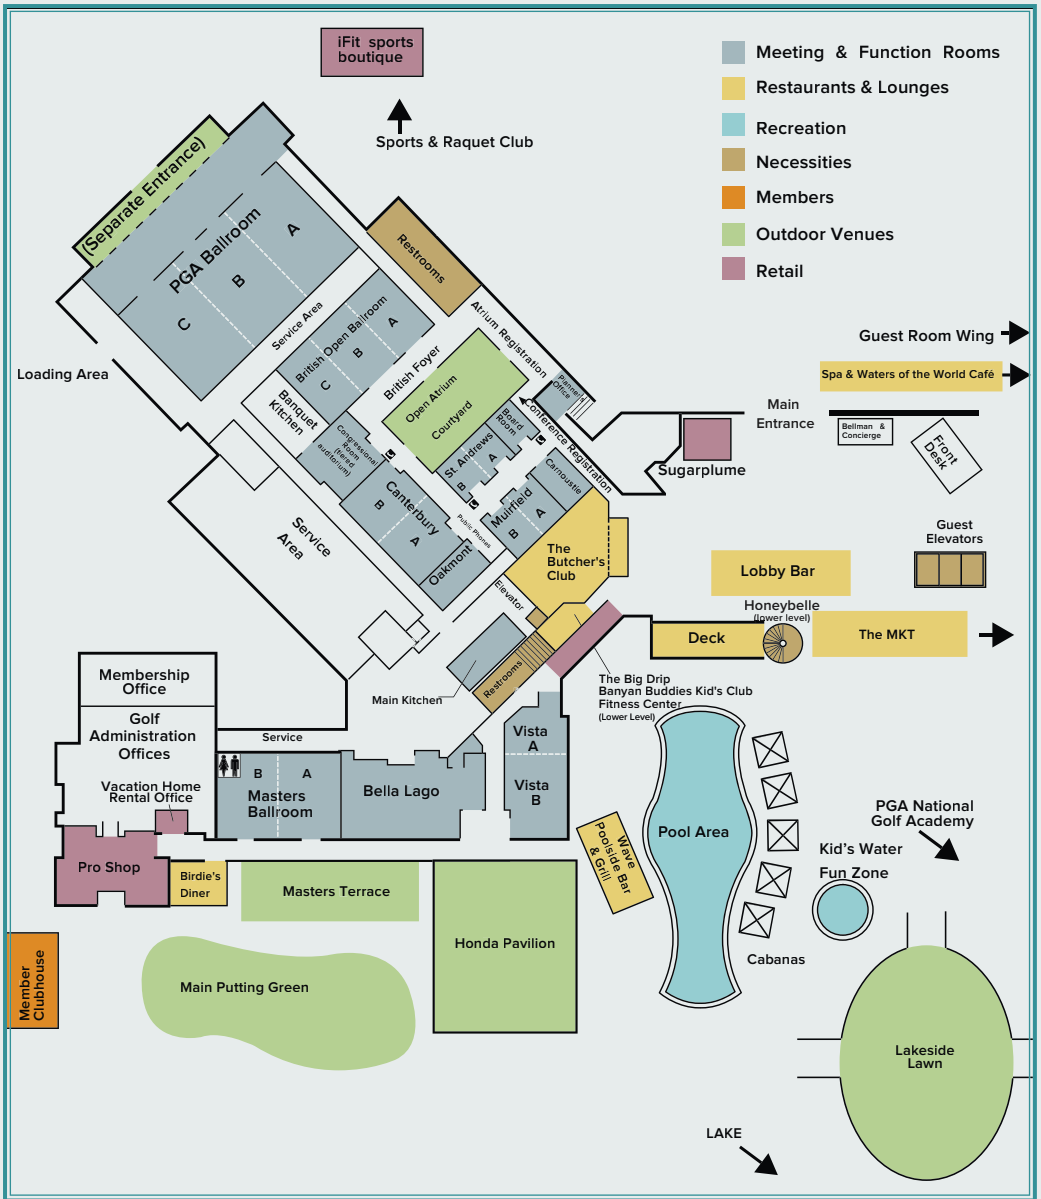 iFit sports
boutique
Sports & Raquet Club
Meeting & Function Rooms
Restaurants & Lounges
Recreation
Necessities
Members
Outdoor Venues
Retail
(Separate Entrance)
PGA Ballroom
A
B
C
Restrooms
Loading Area
Service Area
British Open Ballroom
A
B
C
Atrium Registration
British Foyer
Banquet
Kitchen
Open Atrium
Courtyard
Planner's
Office
Conference Registration
Board
Room
St. Andrews
A
B
Congressional
Room
(tiered
auditorium)
Canterbury
B
A
Public Phones
Oakmont
Carnoustie
Muirfield
A
B
Service
Area
Guest Room Wing
Spa & Waters of the World Café
Main
Entrance
Bellman &
Concierge
Front
Desk
Sugarplume
Guest
Elevators
The
Butcher's
Club
Lobby Bar
Honeybelle
(lower level)
Deck
The MKT
Elevator
Restrooms
Main Kitchen
The Big Drip
Banyan Buddies Kid's Club
Fitness Center
(Lower Level)
Membership
Office
Golf
Administration
Offices
Service
Vacation Home
Rental Office
B
A
Masters
Ballroom
Bella Lago
Vista
A
Vista
B
Pool Area
Wave
Poolside Bar
& Grill
PGA National
Golf Academy
Kid's Water
Fun Zone
Cabanas
Pro Shop
Birdie's
Diner
Masters Terrace
Honda Pavilion
Member
Clubhouse
Main Putting Green
Lakeside
Lawn
LAKE